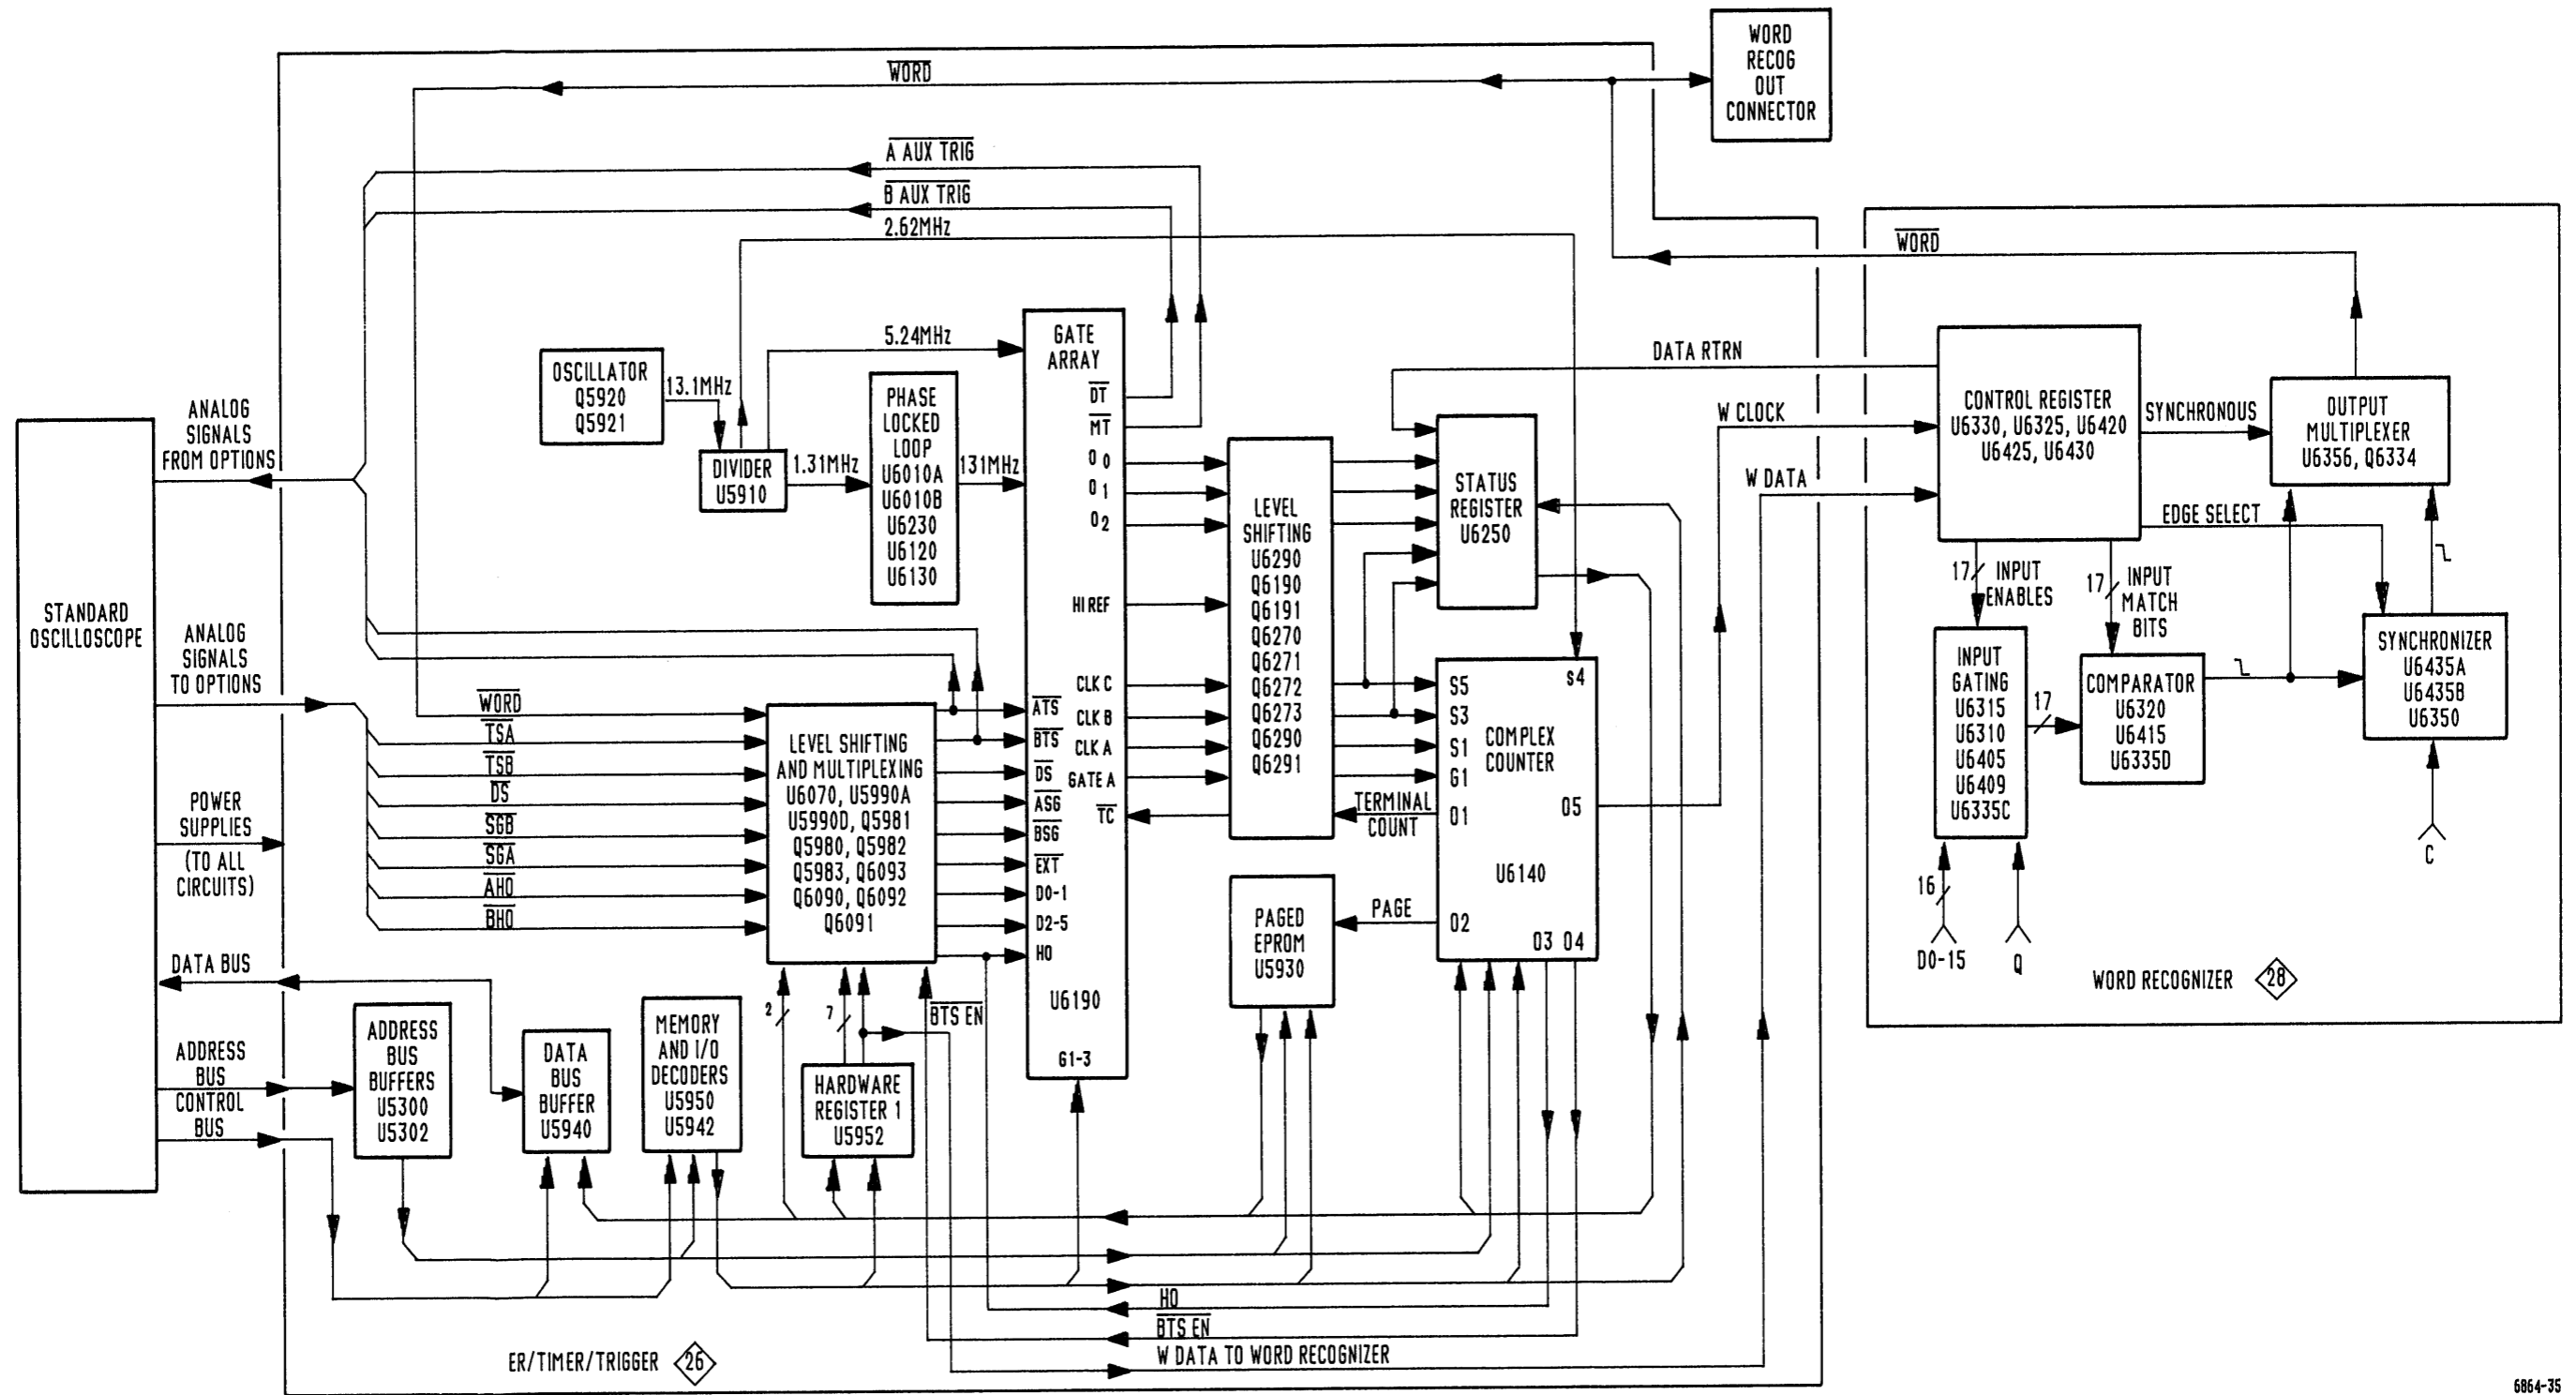 WORD
RECOG
OUT
CONNECTOR
WORD
A AUX TRIG
B AUX TRIG
2.62MHz
5.24MHz
OSCILLATOR
Q5920
Q5921
13.1MHz
DIVIDER
U5910
1.31MHz
PHASE
LOCKED
LOOP
U6010A
U6010B
U6230
U6120
U6130
131MHz
GATE
ARRAY
DT
MT
O0
O1
O2
HI REF
CLK C
CLK B
CLK A
GATE A
TC
ATS
BTS
DS
ASG
BSG
EXT
D0-1
D2-5
HO
U6190
G1-3
STANDARD
OSCILLOSCOPE
ANALOG
SIGNALS
FROM OPTIONS
ANALOG
SIGNALS
TO OPTIONS
POWER
SUPPLIES
(TO ALL
CIRCUITS)
DATA BUS
ADDRESS
BUS
CONTROL
BUS
WORD
TSA
TSB
DS
SGB
SGA
AHO
BHO
LEVEL SHIFTING
AND MULTIPLEXING
U6070, U5990A
U5990D, Q5981
Q5980, Q5982
Q5983, Q6093
Q6090, Q6092
Q6091
2
7
BTS EN
ADDRESS
BUS
BUFFERS
U5300
U5302
DATA
BUS
BUFFER
U5940
MEMORY
AND I/O
DECODERS
U5950
U5942
HARDWARE
REGISTER 1
U5952
LEVEL
SHIFTING
U6290
Q6190
Q6191
Q6270
Q6271
Q6272
Q6273
Q6290
Q6291
STATUS
REGISTER
U6250
DATA RTRN
W CLOCK
W DATA
S5
S3
S1
G1
O1
O2
S4
COMPLEX
COUNTER
O5
U6140
O3 O4
TERMINAL
COUNT
PAGE
PAGED
EPROM
U5930
HO
BTS EN
W DATA TO WORD RECOGNIZER
ER/TIMER/TRIGGER 26
WORD
CONTROL REGISTER
U6330, U6325, U6420
U6425, U6430
SYNCHRONOUS
EDGE SELECT
OUTPUT
MULTIPLEXER
U6356, Q6334
17 INPUT
ENABLES
17 INPUT
MATCH
BITS
INPUT
GATING
U6315
U6310
U6405
U6409
U6335C
17
COMPARATOR
U6320
U6415
U6335D
SYNCHRONIZER
U6435A
U6435B
U6350
C
16
D0-15
Q
WORD RECOGNIZER 28
6864-35